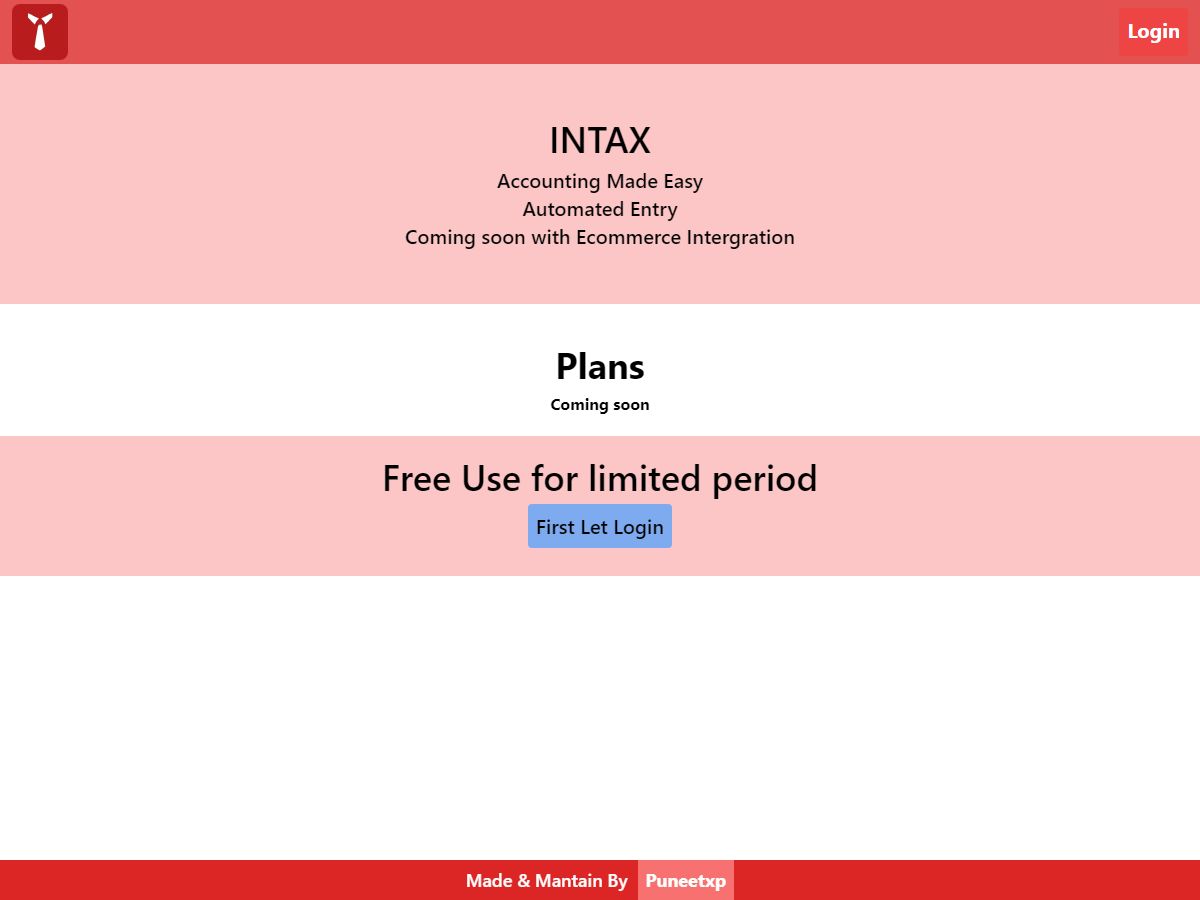 Login
INTAX
Accounting Made Easy
Automated Entry
Coming soon with Ecommerce Intergration
Plans
Coming soon
Free Use for limited period
First Let Login
Made & Mantain By Puneetxp